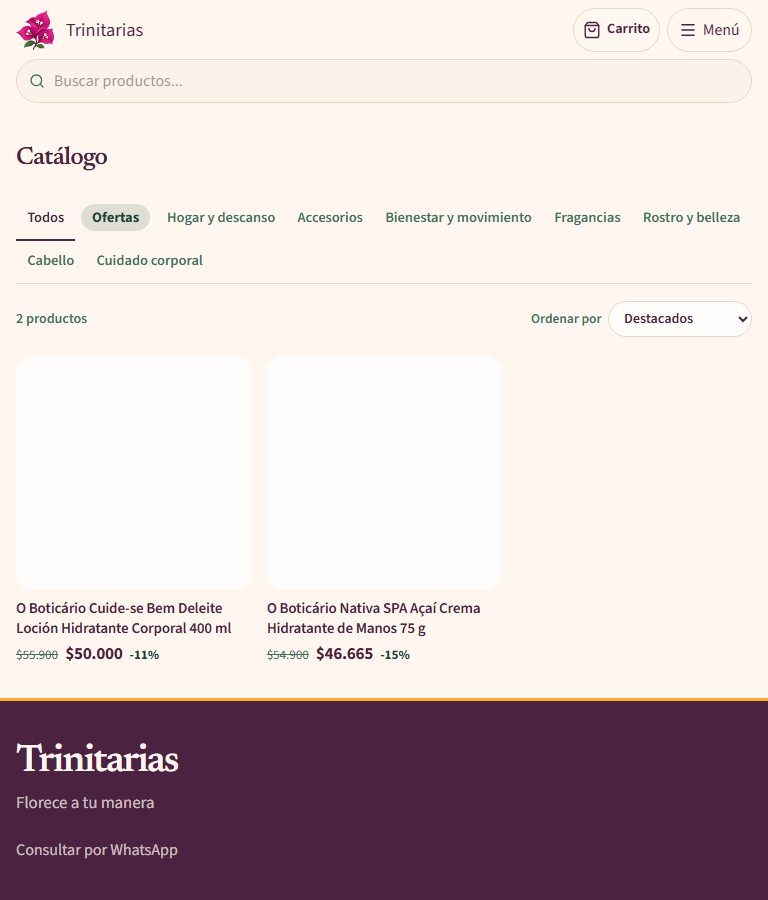 Trinitarias
Carrito
Menú
Buscar productos...
Catálogo
Todos
Ofertas
Hogar y descanso
Accesorios
Bienestar y movimiento
Fragancias
Rostro y belleza
Cabello
Cuidado corporal
2 productos
Ordenar por
Destacados
O Boticário Cuide-se Bem Deleite
Loción Hidratante Corporal 400 ml
$55.900 $50.000 -11%
O Boticário Nativa SPA Açaí Crema
Hidratante de Manos 75 g
$54.900 $46.665 -15%
Trinitarias
Florece a tu manera
Consultar por WhatsApp